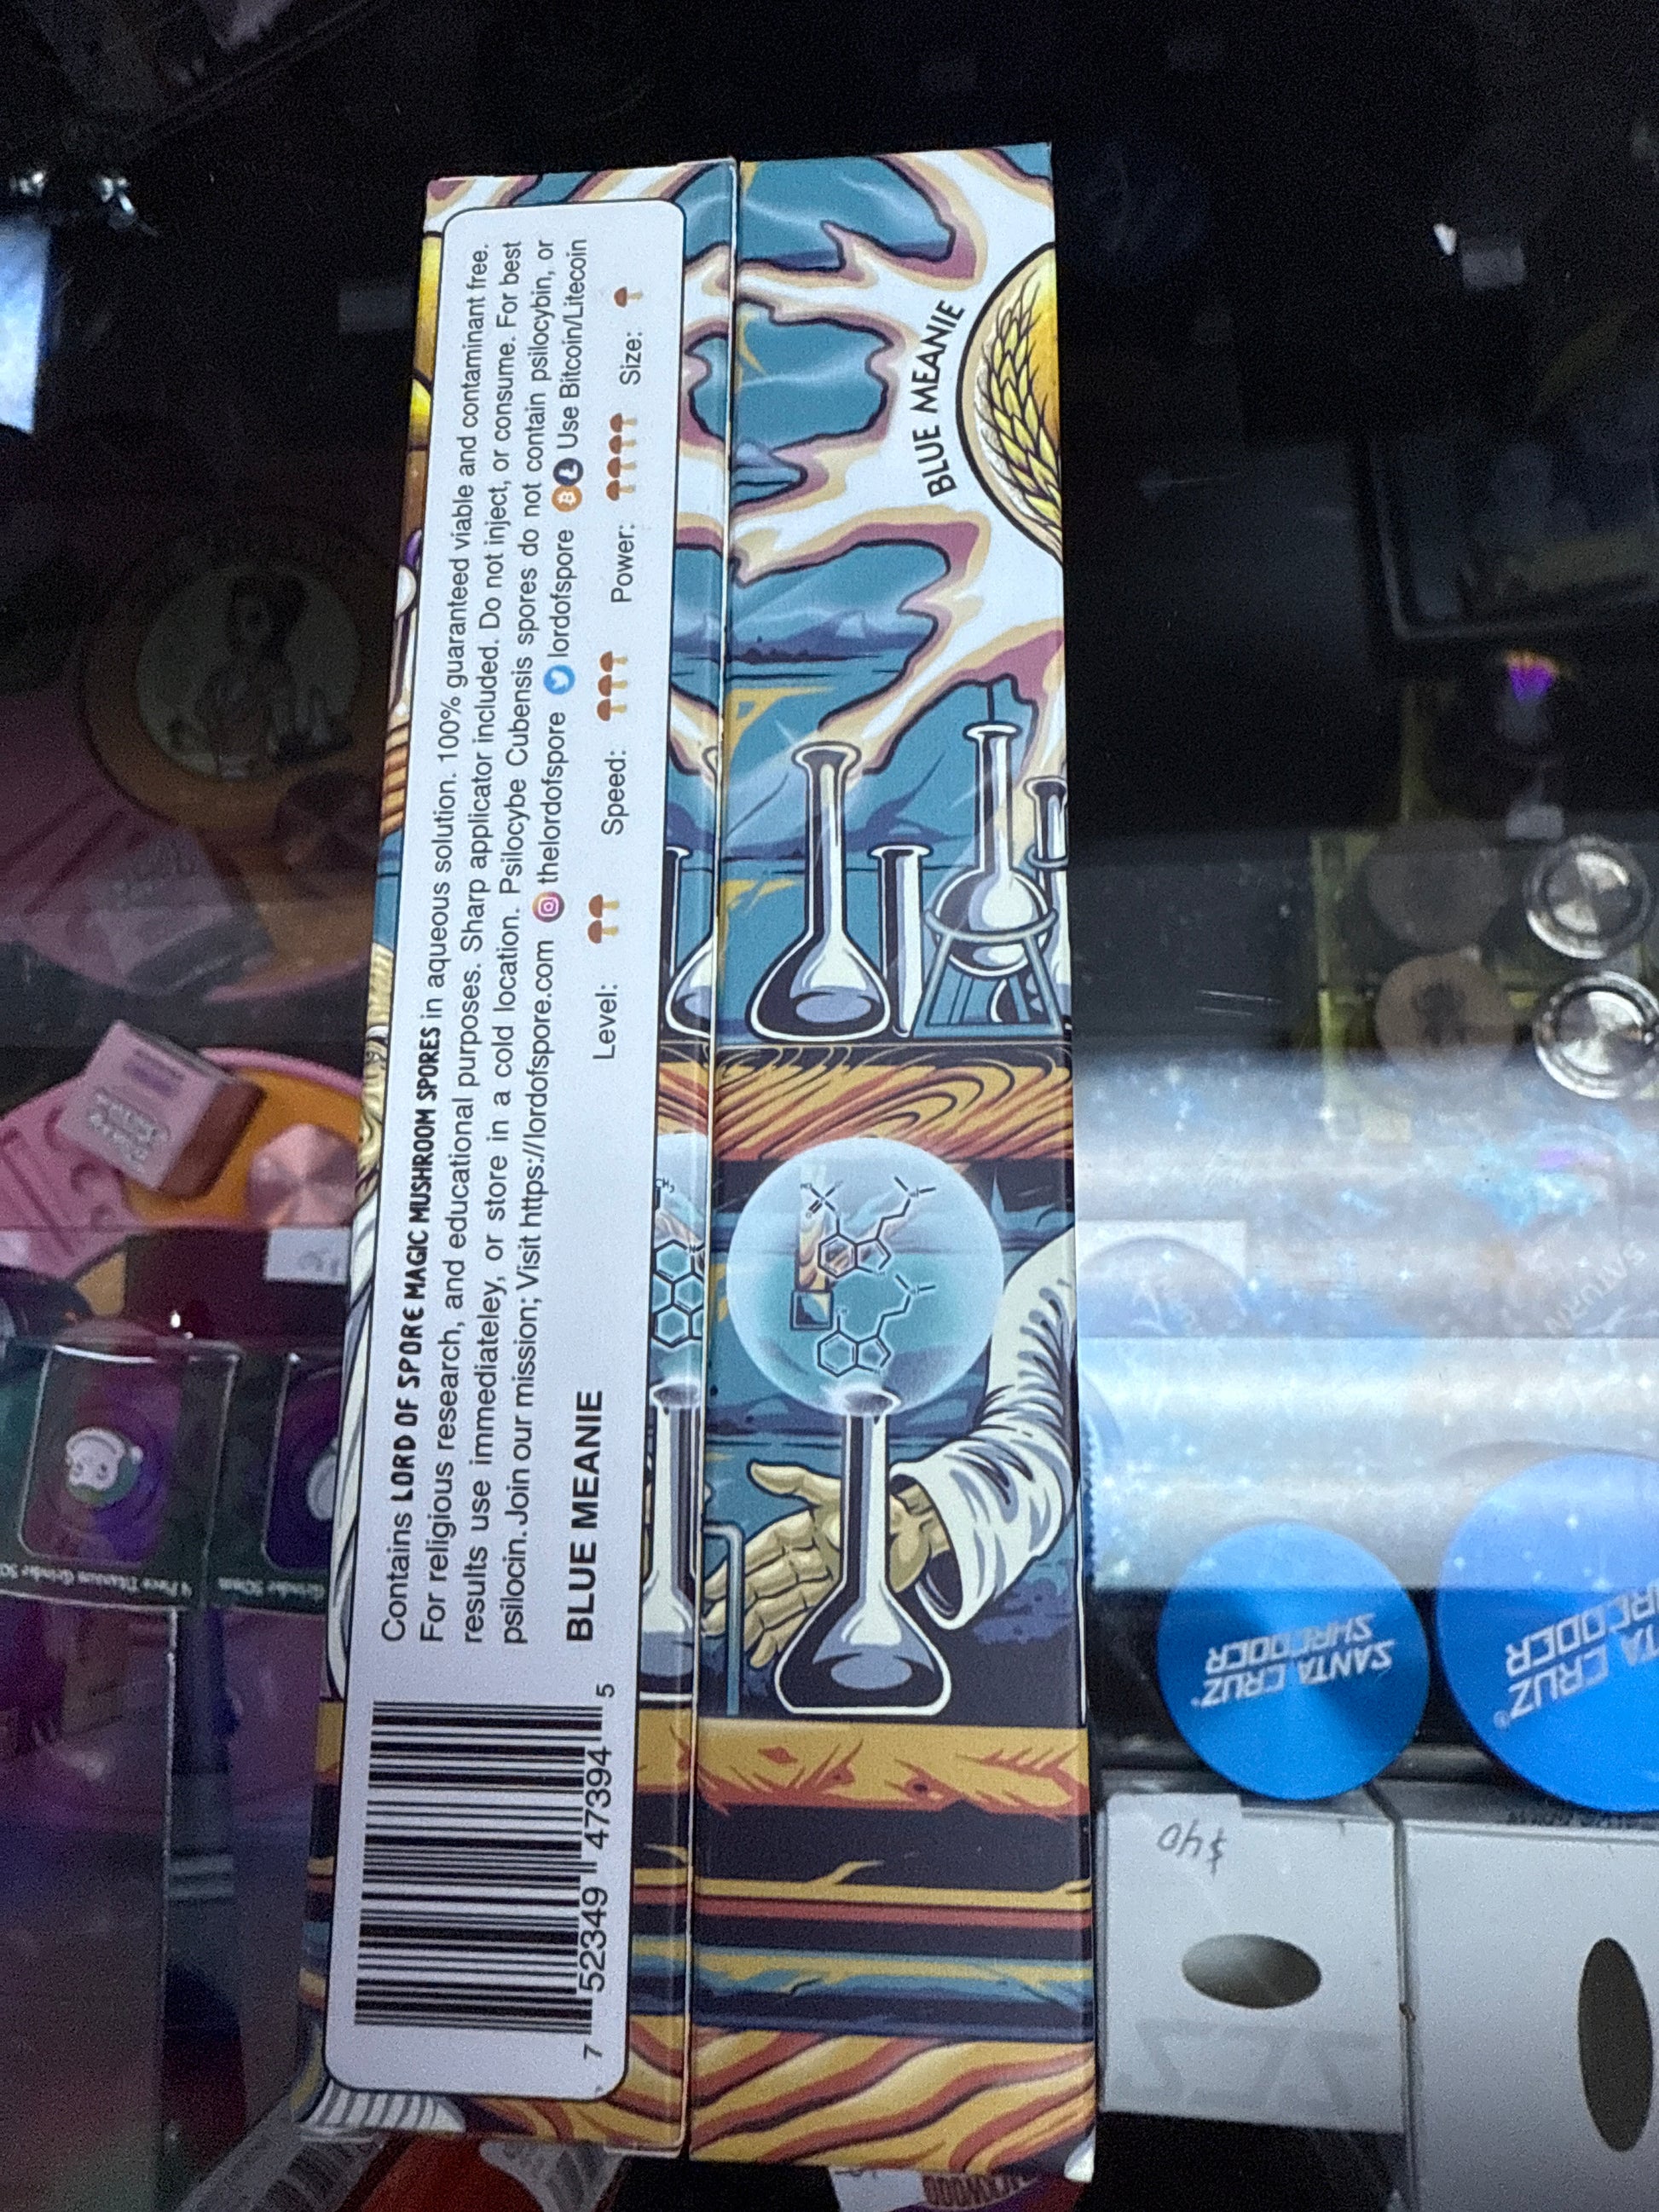 Contains LORD OF SPORE MAGIC MUSHROOM SPORES in aqueous solution. 100% guaranteed viable and contaminant free.
For religious research, and educational purposes. Sharp applicator included. Do not inject, or consume. For best
results use immediateley, or store in a cold location. Psilocybe Cubensis spores do not contain psilocybin, or
psilocin. Join our mission; Visit https://lordofspore.com thelordofspore lordofspore Use Bitcoin/Litecoin
BLUE MEANIE
Level: Speed: Power: Size:
7 52349 47394 5
BLUE MEANIE
SANTA CRUZ
SHREDDER
$40